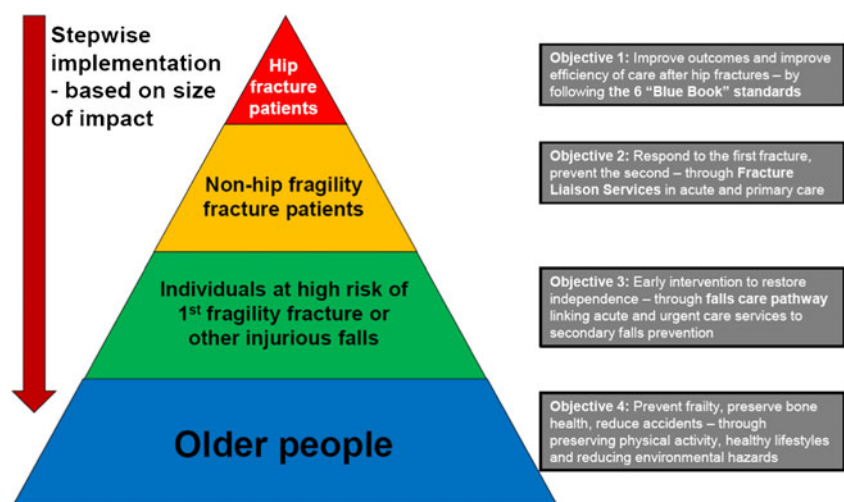 Stepwise
implementation
- based on size
of impact
Hip
fracture
patients
Objective 1: Improve outcomes and improve
efficiency of care after hip fractures – by
following the 6 “Blue Book” standards
Non-hip fragility
fracture patients
Objective 2: Respond to the first fracture,
prevent the second – through Fracture
Liaison Services in acute and primary care
Individuals at high risk of
1st fragility fracture or
other injurious falls
Objective 3: Early intervention to restore
independence – through falls care pathway
linking acute and urgent care services to
secondary falls prevention
Older people
Objective 4: Prevent frailty, preserve bone
health, reduce accidents – through
preserving physical activity, healthy lifestyles
and reducing environmental hazards